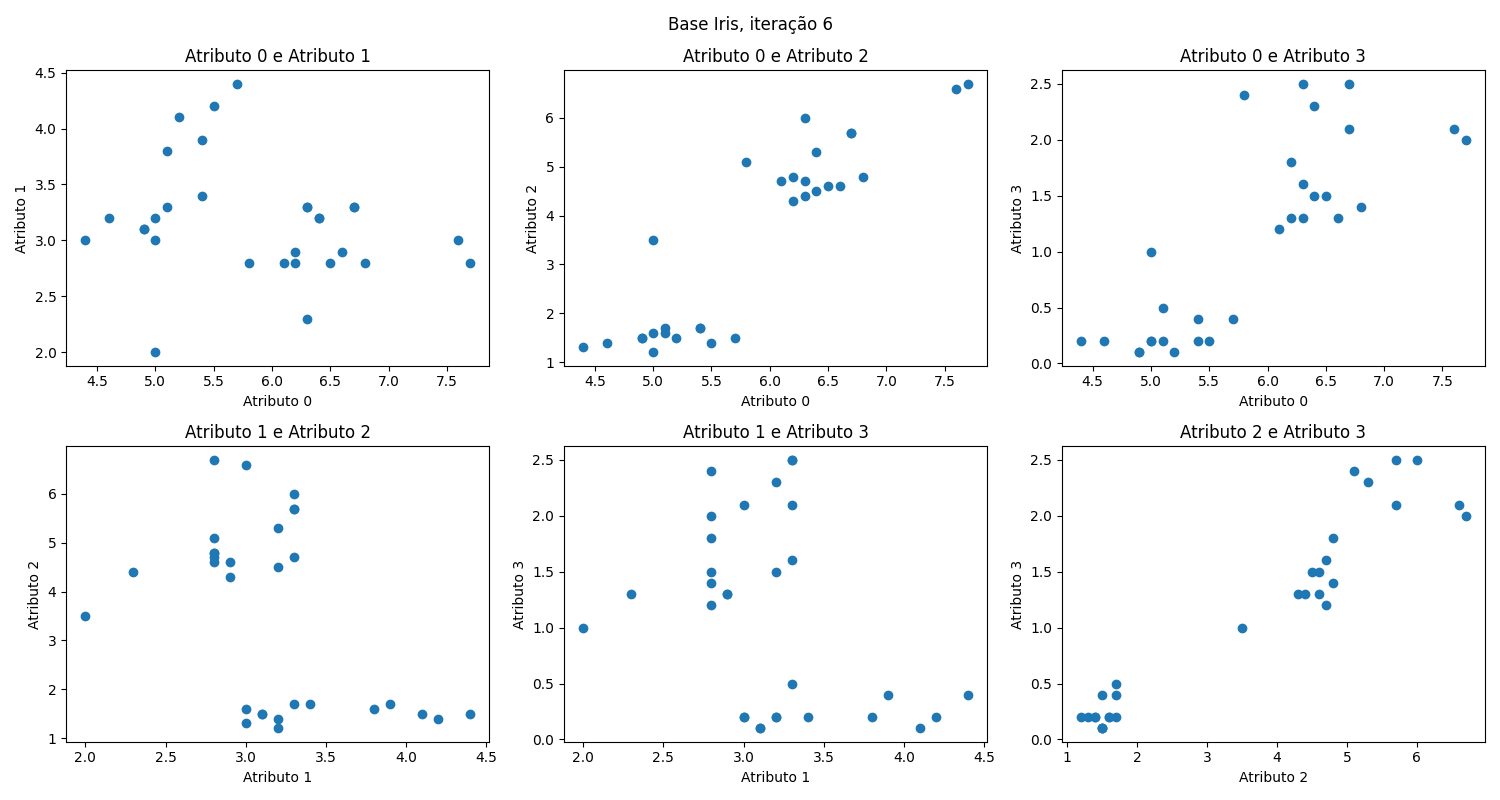 Base Iris, iteração 6
Atributo 0 e Atributo 1
4.5
4.0
3.5
3.0
2.5
2.0
Atributo 1
4.5 5.0 5.5 6.0 6.5 7.0 7.5
Atributo 0
Atributo 0 e Atributo 2
6
5
4
3
2
1
Atributo 2
4.5 5.0 5.5 6.0 6.5 7.0 7.5
Atributo 0
Atributo 0 e Atributo 3
2.5
2.0
1.5
1.0
0.5
0.0
Atributo 3
4.5 5.0 5.5 6.0 6.5 7.0 7.5
Atributo 0
Atributo 1 e Atributo 2
6
5
4
3
2
1
Atributo 2
2.0 2.5 3.0 3.5 4.0 4.5
Atributo 1
Atributo 1 e Atributo 3
2.5
2.0
1.5
1.0
0.5
0.0
Atributo 3
2.0 2.5 3.0 3.5 4.0 4.5
Atributo 1
Atributo 2 e Atributo 3
2.5
2.0
1.5
1.0
0.5
0.0
Atributo 3
1 2 3 4 5 6
Atributo 2